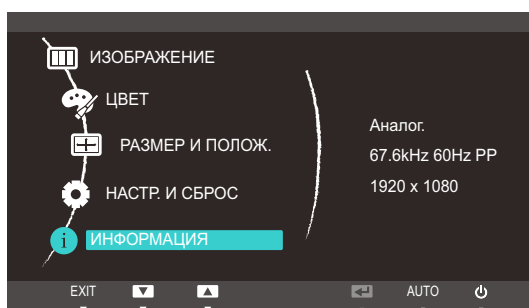 ИЗОБРАЖЕНИЕ
ЦВЕТ
РАЗМЕР И ПОЛОЖ.
НАСТР. И СБРОС
ИНФОРМАЦИЯ
Аналог.
67.6kHz 60Hz PP
1920 x 1080
EXIT AUTO